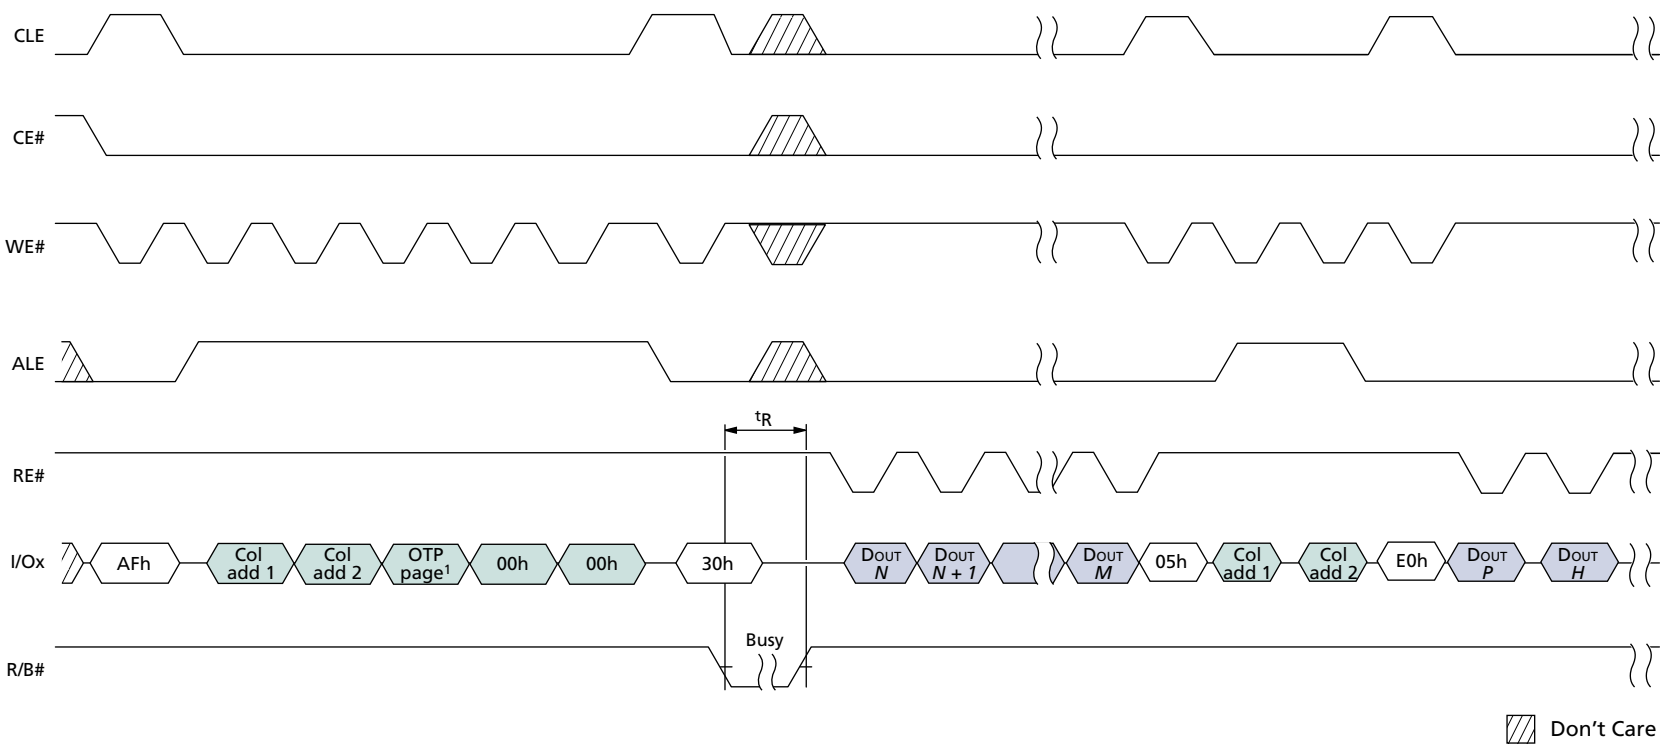 CLE
CE#
WE#
ALE
tR
RE#
I/Ox
AFh
Col
add 1
Col
add 2
OTP
page1
00h
00h
30h
DOUT
N
DOUT
N + 1
DOUT
M
05h
Col
add 1
Col
add 2
E0h
DOUT
P
DOUT
H
Busy
R/B#
Don't Care